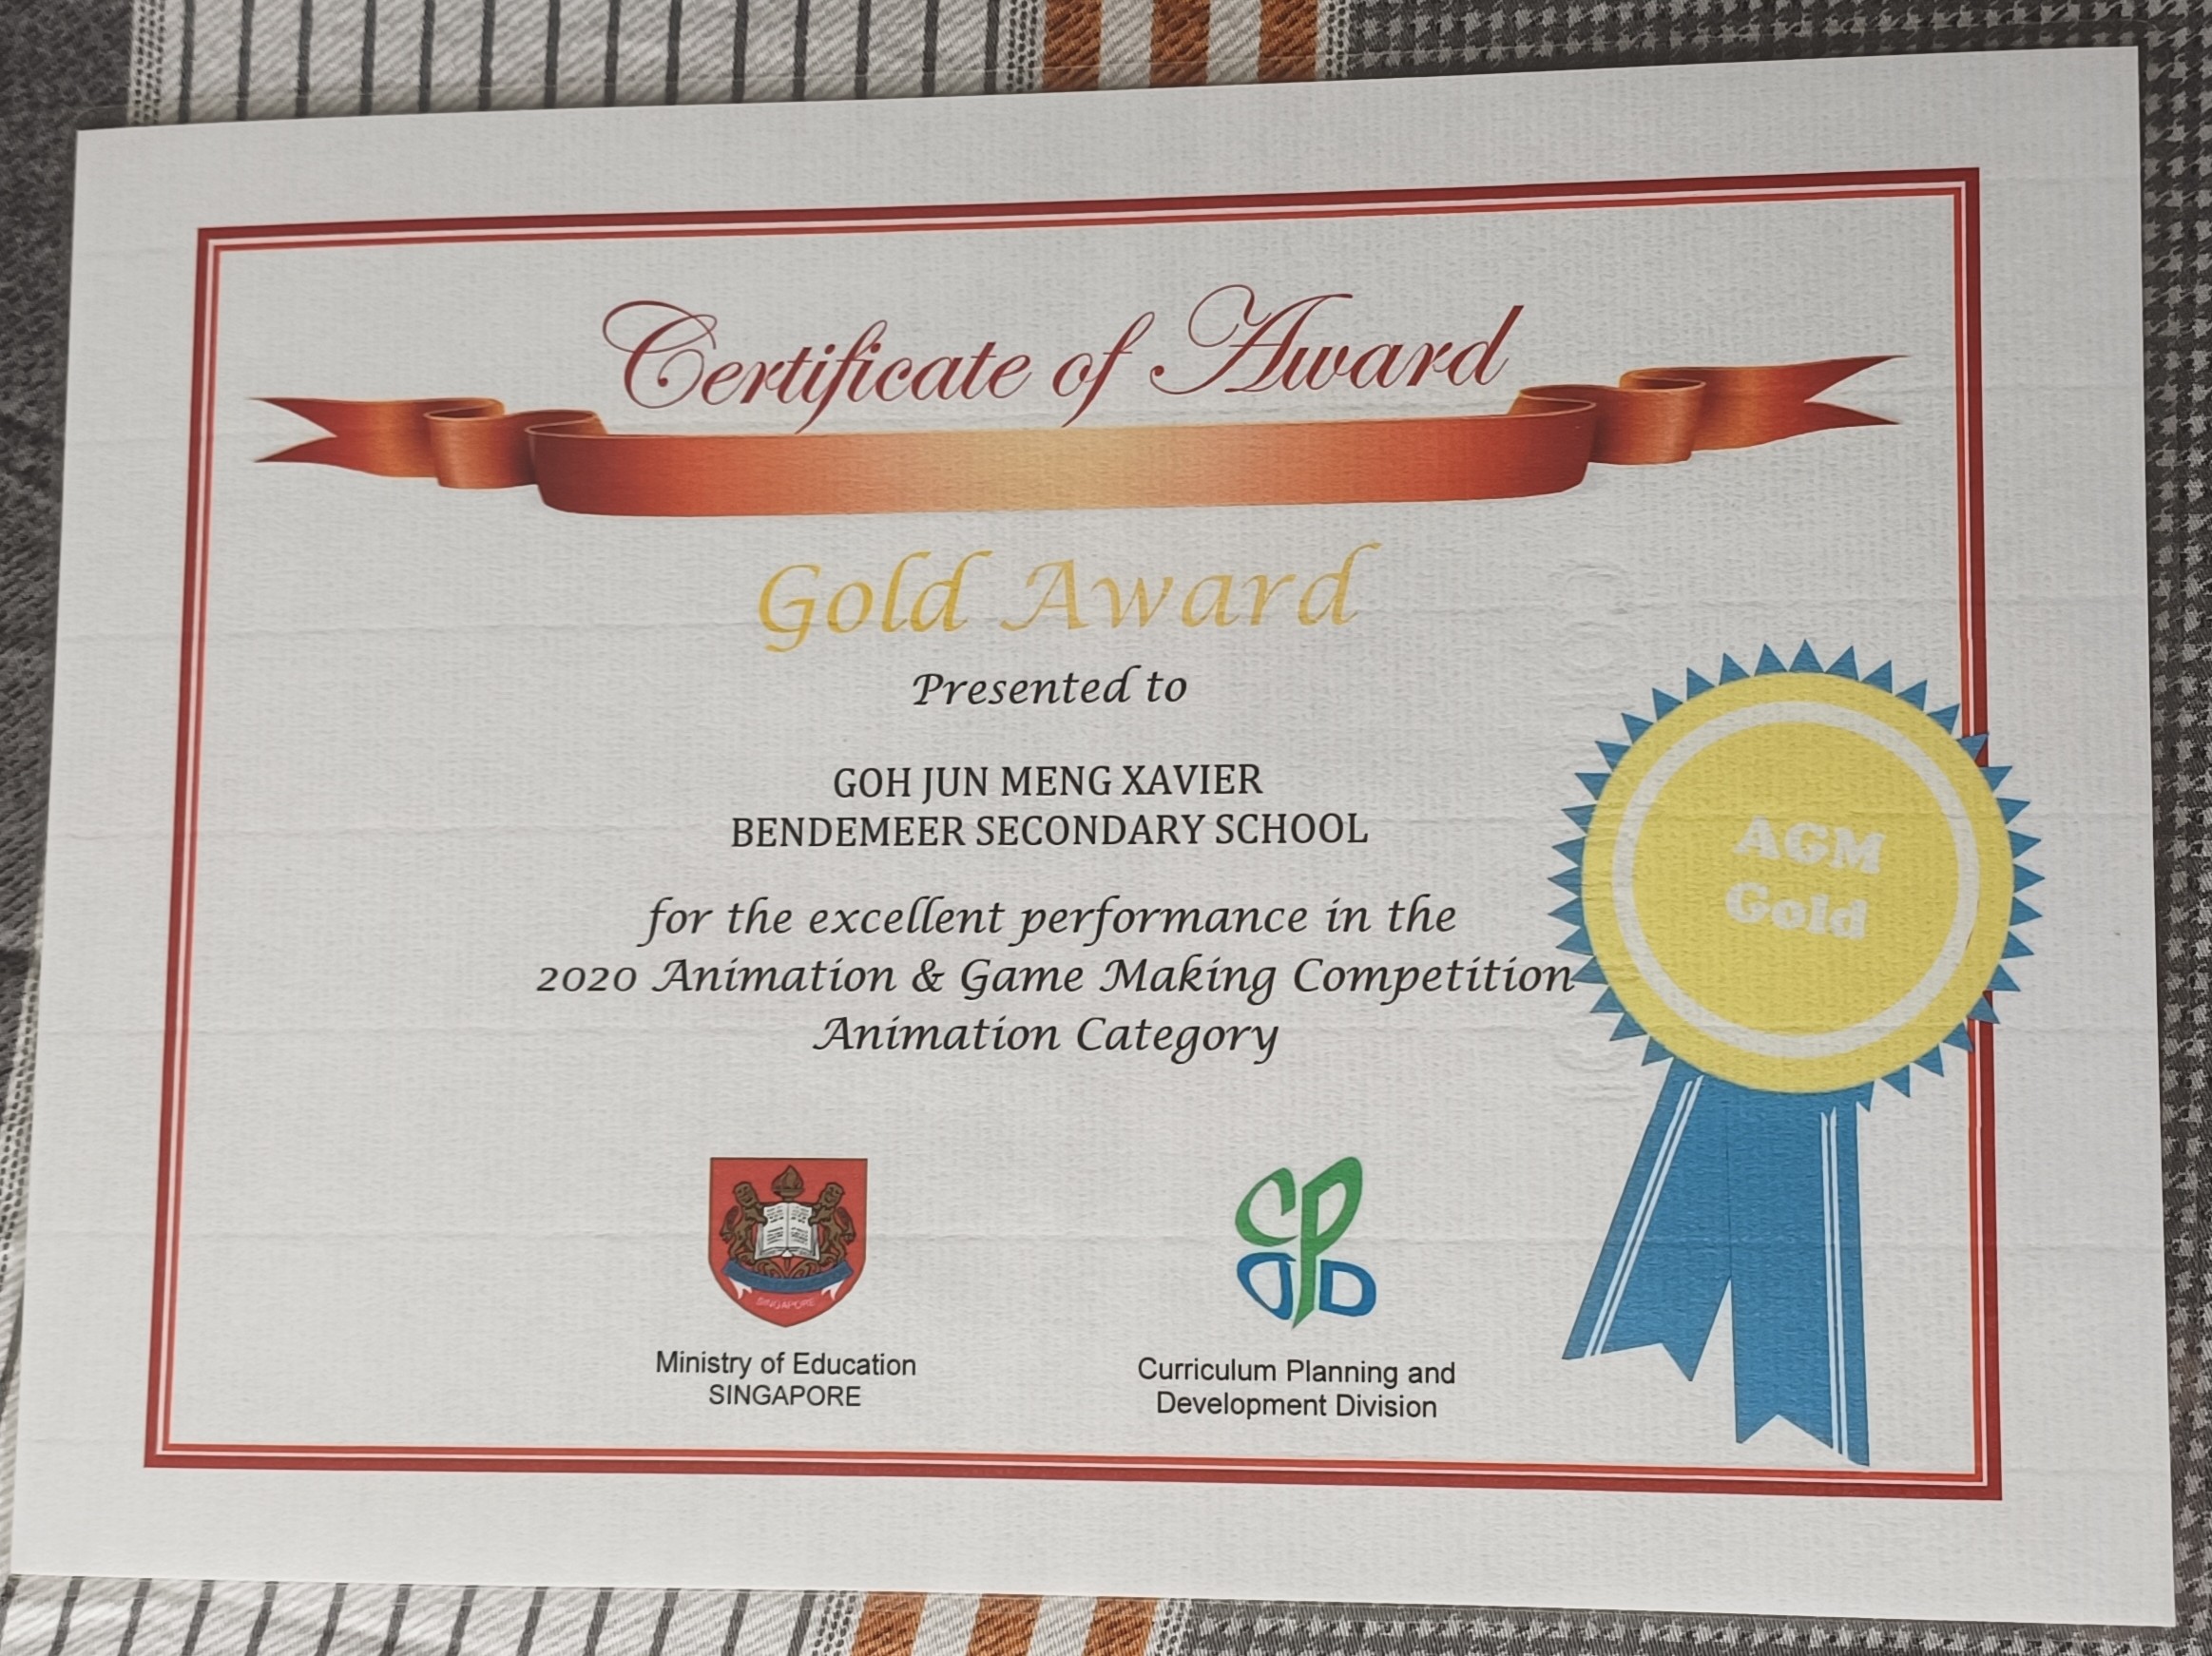 Certificate of Award
Gold Award
Presented to
GOH JUN MENG XAVIER
BENDEMEER SECONDARY SCHOOL
for the excellent performance in the
2020 Animation & Game Making Competition
Animation Category
AGM
Gold
SINGAPORE
CPDD
Ministry of Education
SINGAPORE
Curriculum Planning and
Development Division